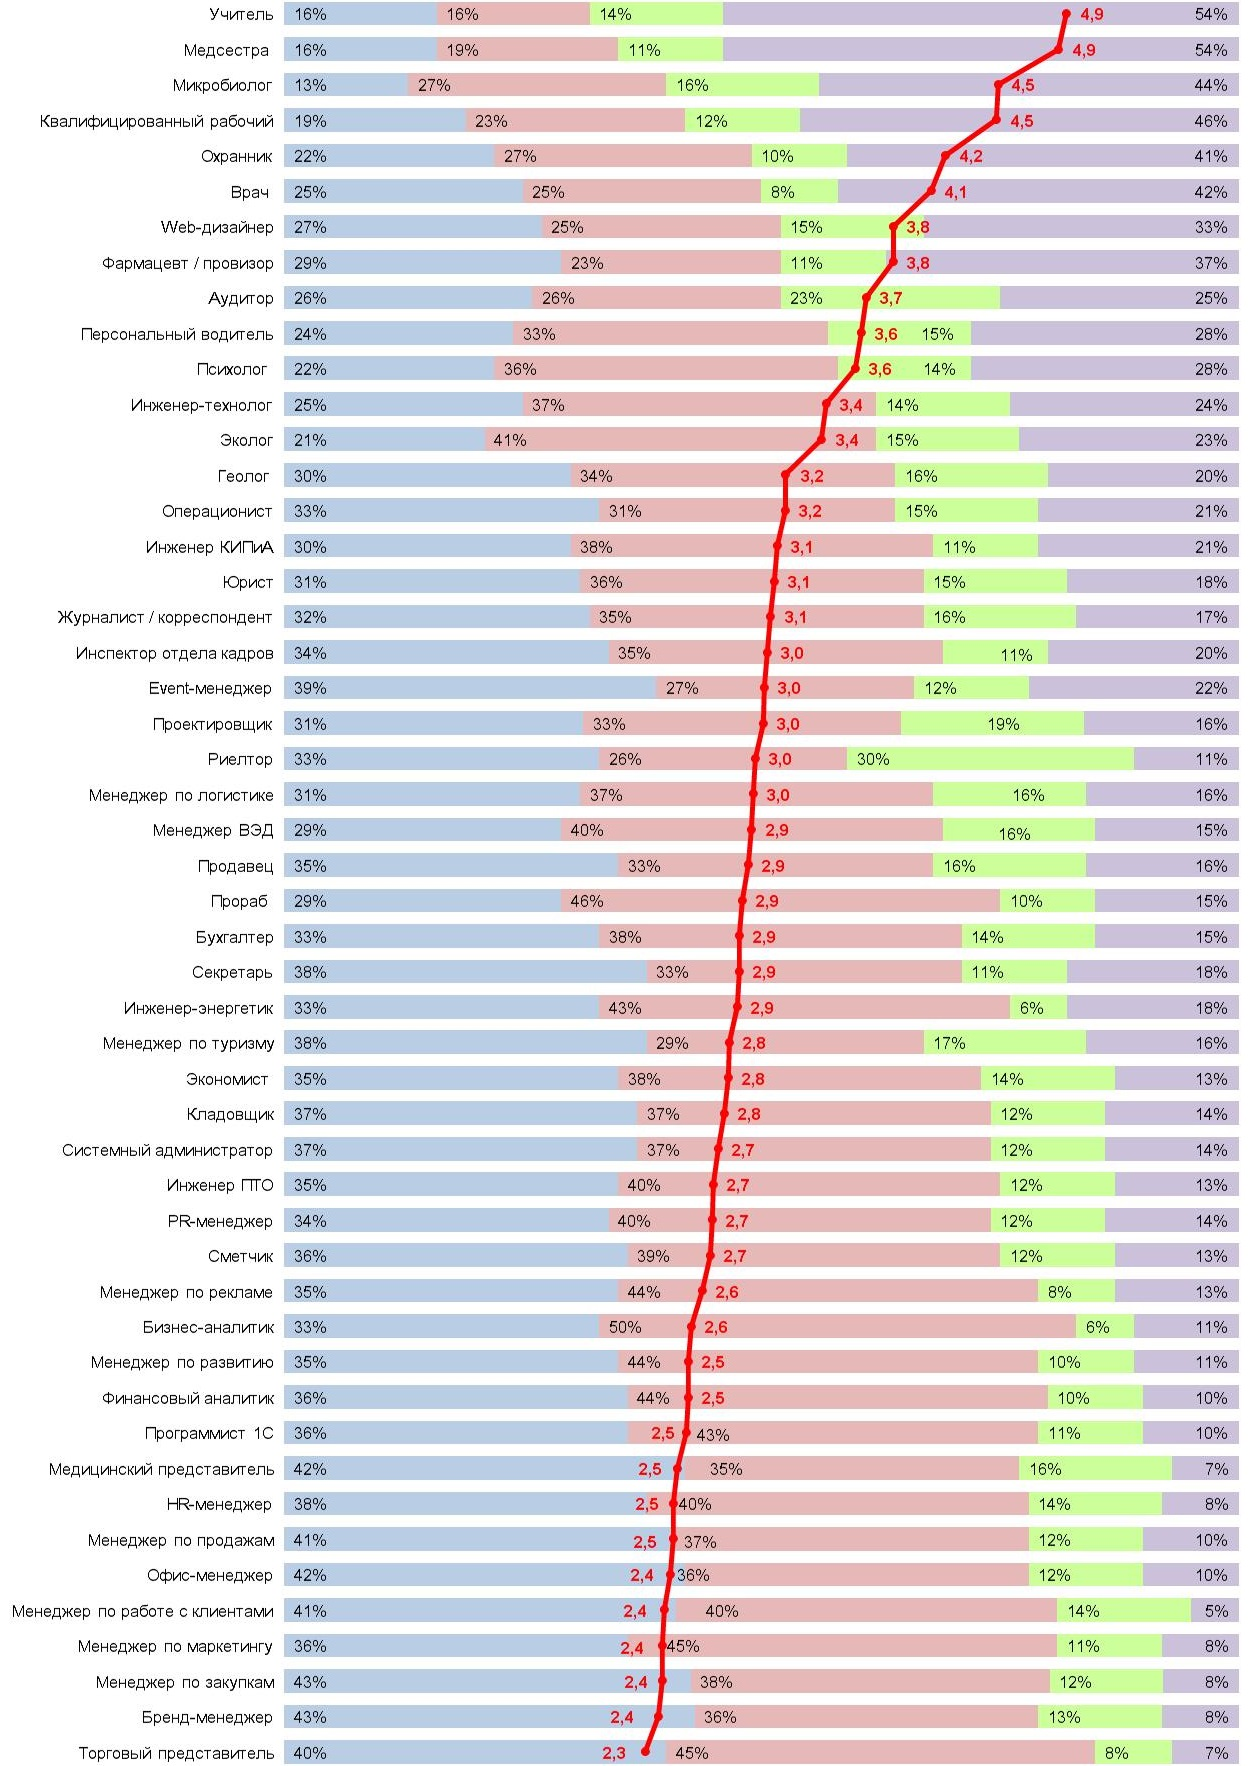 Учитель 16% 16% 14% 4,9 54%
Медсестра 16% 19% 11% 4,9 54%
Микробиолог 13% 27% 16% 4,5 44%
Квалифицированный рабочий 19% 23% 12% 4,5 46%
Охранник 22% 27% 10% 4,2 41%
Врач 25% 25% 8% 4,1 42%
Web-дизайнер 27% 25% 15% 3,8 33%
Фармацевт / провизор 29% 23% 11% 3,8 37%
Аудитор 26% 26% 23% 3,7 25%
Персональный водитель 24% 33% 3,6 15% 28%
Психолог 22% 36% 3,6 14% 28%
Инженер-технолог 25% 37% 3,4 14% 24%
Эколог 21% 41% 3,4 15% 23%
Геолог 30% 34% 3,2 16% 20%
Операционист 33% 31% 3,2 15% 21%
Инженер КИПиА 30% 38% 3,1 11% 21%
Юрист 31% 36% 3,1 15% 18%
Журналист / корреспондент 32% 35% 3,1 16% 17%
Инспектор отдела кадров 34% 35% 3,0 11% 20%
Event-менеджер 39% 27% 3,0 12% 22%
Проектировщик 31% 33% 3,0 19% 16%
Риелтор 33% 26% 3,0 30% 11%
Менеджер по логистике 31% 37% 3,0 16% 16%
Менеджер ВЭД 29% 40% 2,9 16% 15%
Продавец 35% 33% 2,9 16% 16%
Прораб 29% 46% 2,9 10% 15%
Бухгалтер 33% 38% 2,9 14% 15%
Секретарь 38% 33% 2,9 11% 18%
Инженер-энергетик 33% 43% 2,9 6% 18%
Менеджер по туризму 38% 29% 2,8 17% 16%
Экономист 35% 38% 2,8 14% 13%
Кладовщик 37% 37% 2,8 12% 14%
Системный администратор 37% 37% 2,7 12% 14%
Инженер ПТО 35% 40% 2,7 12% 13%
PR-менеджер 34% 40% 2,7 12% 14%
Сметчик 36% 39% 2,7 12% 13%
Менеджер по рекламе 35% 44% 2,6 8% 13%
Бизнес-аналитик 33% 50% 2,6 6% 11%
Менеджер по развитию 35% 44% 2,5 10% 11%
Финансовый аналитик 36% 44% 2,5 10% 10%
Программист 1С 36% 2,5 43% 11% 10%
Медицинский представитель 42% 2,5 35% 16% 7%
HR-менеджер 38% 2,5 40% 14% 8%
Менеджер по продажам 41% 2,5 37% 12% 10%
Офис-менеджер 42% 2,4 36% 12% 10%
Менеджер по работе с клиентами 41% 2,4 40% 14% 5%
Менеджер по маркетингу 36% 2,4 45% 11% 8%
Менеджер по закупкам 43% 2,4 38% 12% 8%
Бренд-менеджер 43% 2,4 36% 13% 8%
Торговый представитель 40% 2,3 45% 8% 7%